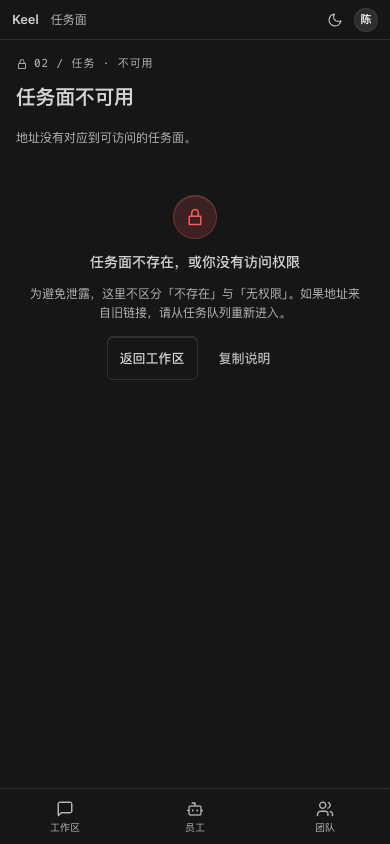 Keel 任务面 陈
02 / 任务 · 不可用
任务面不可用
地址没有对应到可访问的任务面。
任务面不存在，或你没有访问权限
为避免泄露，这里不区分「不存在」与「无权限」。如果地址来
自旧链接，请从任务队列重新进入。
返回工作区 复制说明
工作区 员工 团队